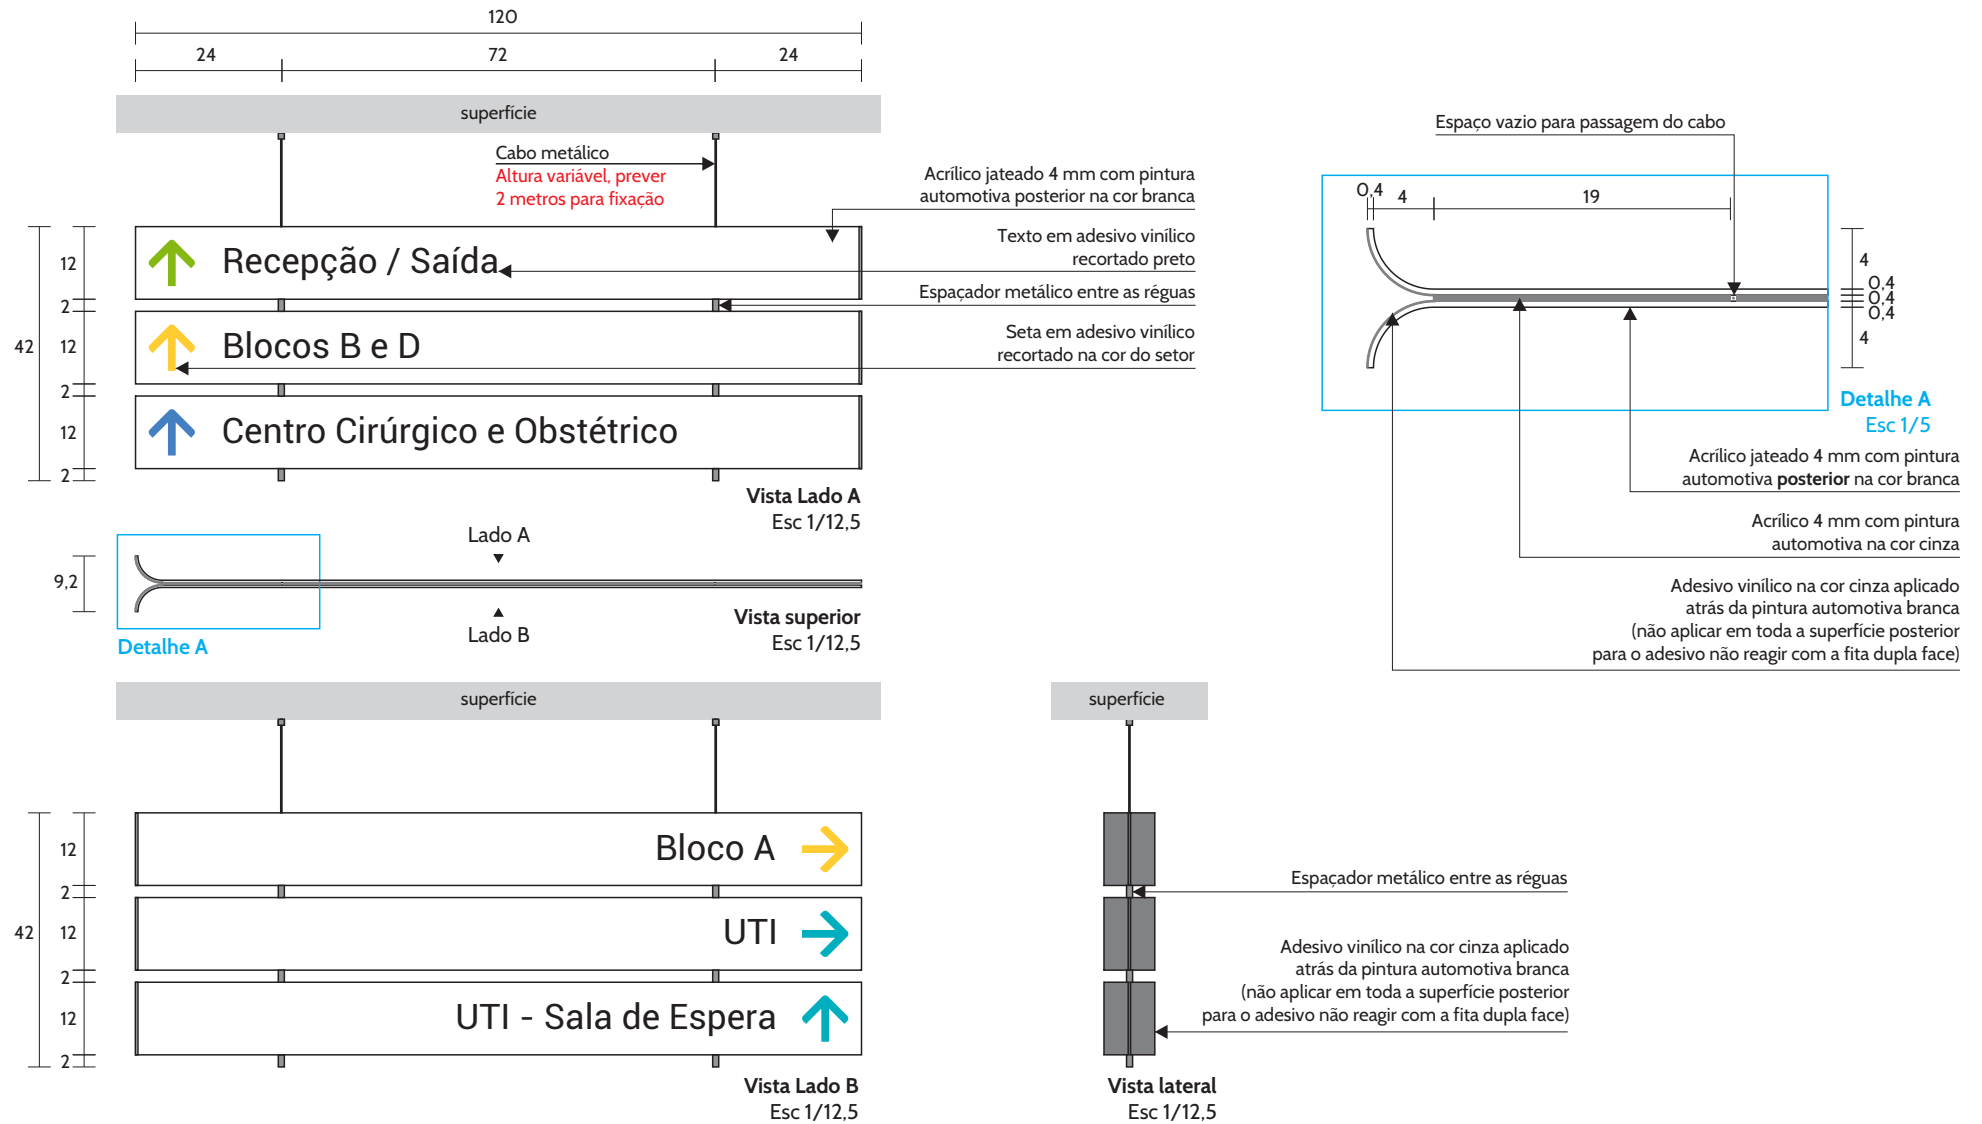 120
24
72
24
superfície
Cabo metálico
Altura variável, prever
2 metros para fixação
Acrílico jateado 4 mm com pintura
automotiva posterior na cor branca
Texto em adesivo vinílico
recortado preto
Espaçador metálico entre as réguas
Seta em adesivo vinílico
recortado na cor do setor
42
12
2
12
2
12
2
Recepção / Saída
Blocos B e D
Centro Cirúrgico e Obstétrico
Vista Lado A
Esc 1/12,5
9,2
Lado A
Lado B
Detalhe A
Vista superior
Esc 1/12,5
Espaço vazio para passagem do cabo
0,4
4
19
4
0,4
0,4
0,4
4
Detalhe A
Esc 1/5
Acrílico jateado 4 mm com pintura
automotiva posterior na cor branca
Acrílico 4 mm com pintura
automotiva na cor cinza
Adesivo vinílico na cor cinza aplicado
atrás da pintura automotiva branca
(não aplicar em toda a superfície posterior
para o adesivo não reagir com a fita dupla face)
superfície
42
12
2
12
2
12
2
Bloco A
UTI
UTI - Sala de Espera
Vista Lado B
Esc 1/12,5
superfície
Espaçador metálico entre as réguas
Adesivo vinílico na cor cinza aplicado
atrás da pintura automotiva branca
(não aplicar em toda a superfície posterior
para o adesivo não reagir com a fita dupla face)
Vista lateral
Esc 1/12,5